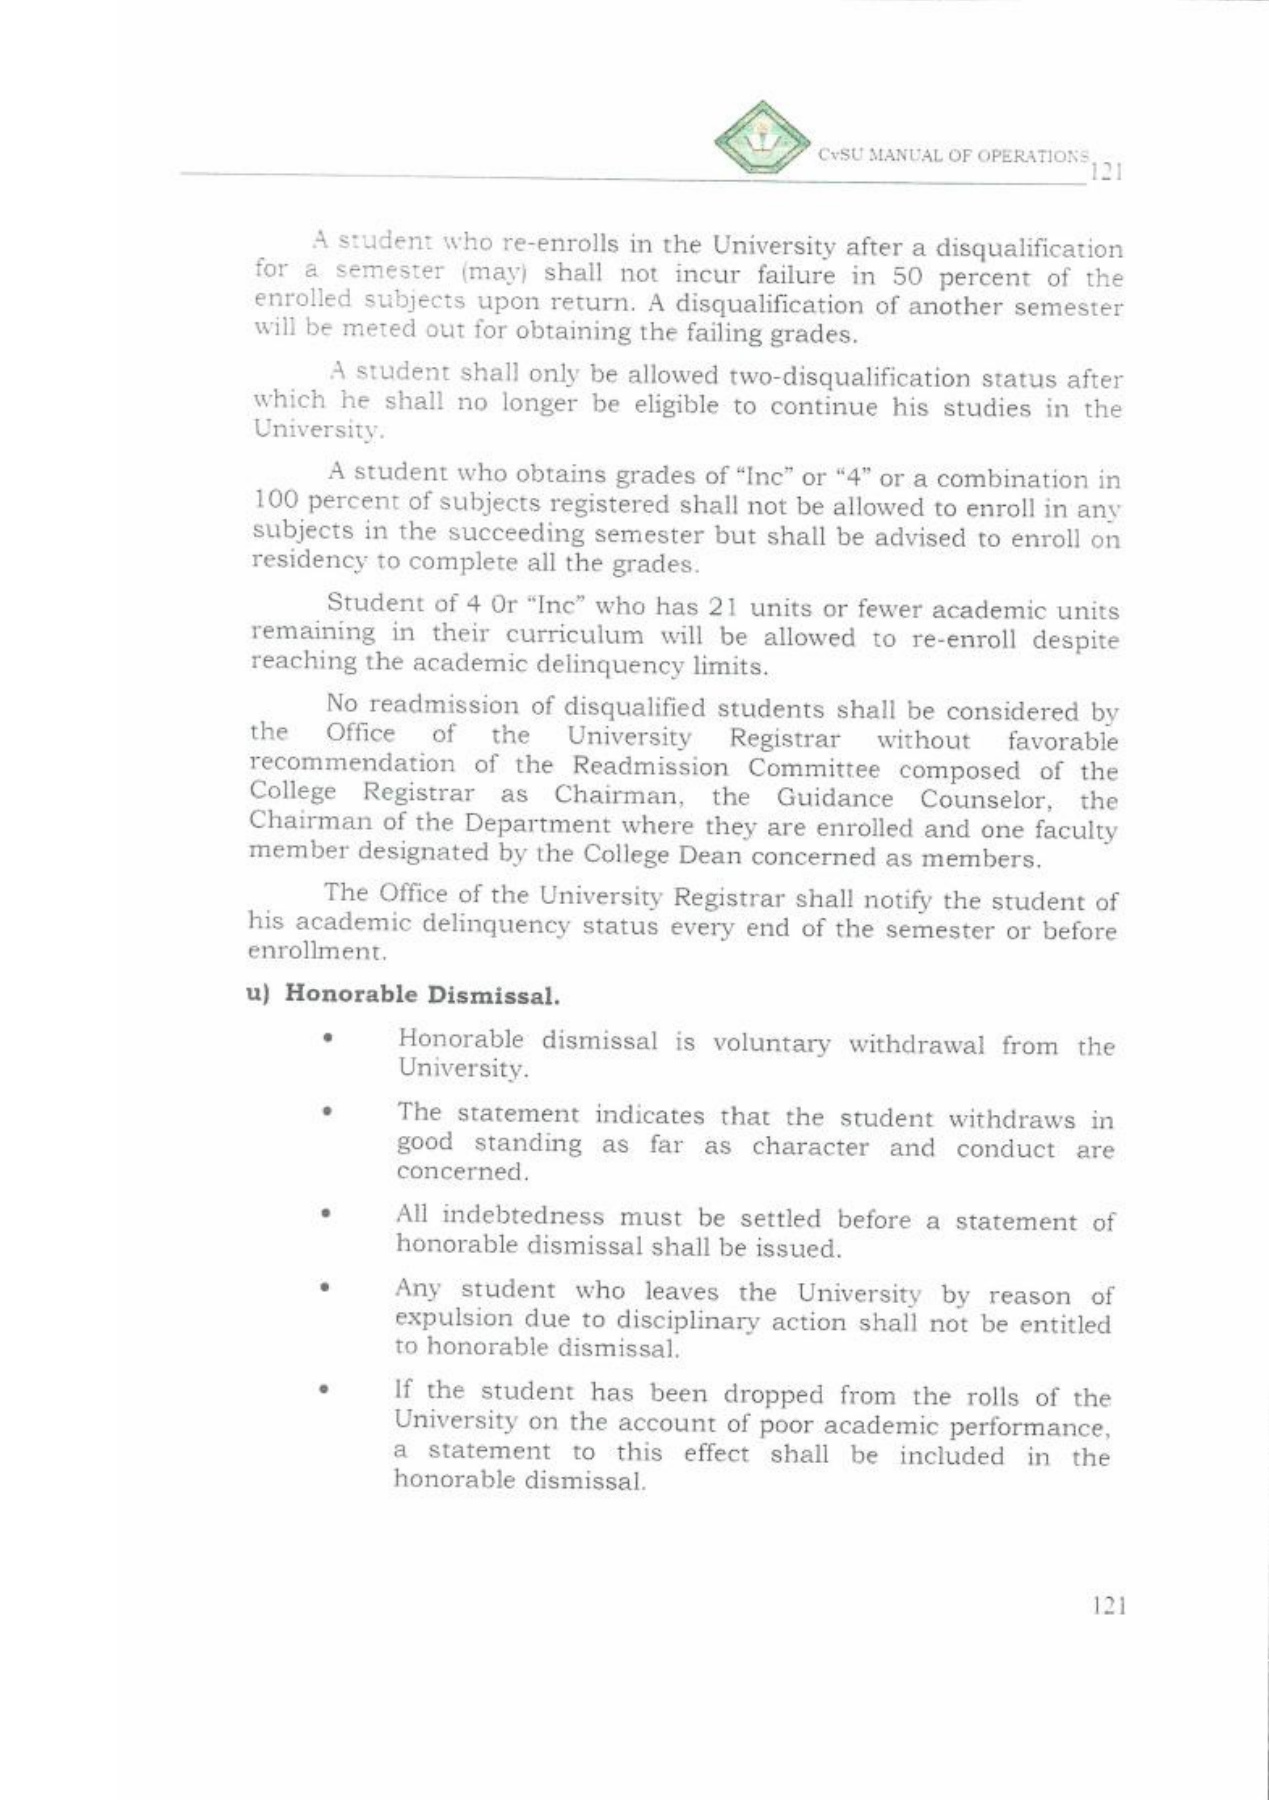 CvSU MANUAL OF OPERATIONS 121
A student who re-enrolls in the University after a disqualification
for a semester (may) shall not incur failure in 50 percent of the
enrolled subjects upon return. A disqualification of another semester
will be meted out for obtaining the failing grades.
A student shall only be allowed two-disqualification status after
which he shall no longer be eligible to continue his studies in the
University.
A student who obtains grades of “Inc” or “4” or a combination in
100 percent of subjects registered shall not be allowed to enroll in any
subjects in the succeeding semester but shall be advised to enroll on
residency to complete all the grades.
Student of 4 Or “Inc” who has 21 units or fewer academic units
remaining in their curriculum will be allowed to re-enroll despite
reaching the academic delinquency limits.
No readmission of disqualified students shall be considered by
the Office of the University Registrar without favorable
recommendation of the Readmission Committee composed of the
College Registrar as Chairman, the Guidance Counselor, the
Chairman of the Department where they are enrolled and one faculty
member designated by the College Dean concerned as members.
The Office of the University Registrar shall notify the student of
his academic delinquency status every end of the semester or before
enrollment.
u) Honorable Dismissal.
• Honorable dismissal is voluntary withdrawal from the
University.
• The statement indicates that the student withdraws in
good standing as far as character and conduct are
concerned.
• All indebtedness must be settled before a statement of
honorable dismissal shall be issued.
• Any student who leaves the University by reason of
expulsion due to disciplinary action shall not be entitled
to honorable dismissal.
• If the student has been dropped from the rolls of the
University on the account of poor academic performance,
a statement to this effect shall be included in the
honorable dismissal.
121